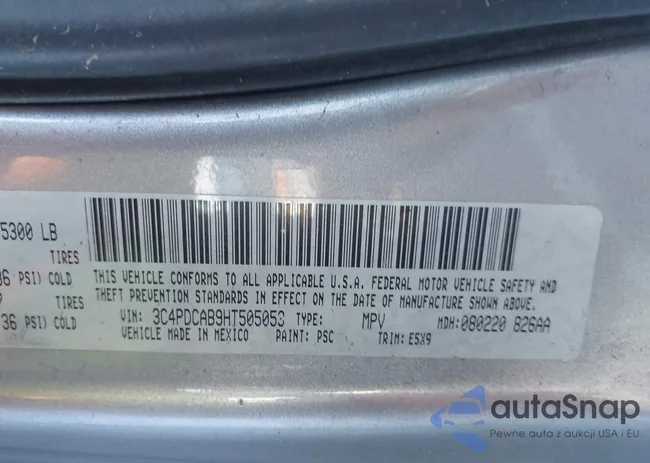 5300 LB
TIRES
36 PSI) COLD
TIRES
36 PSI) COLD
THIS VEHICLE CONFORMS TO ALL APPLICABLE U.S.A. FEDERAL MOTOR VEHICLE SAFETY AND
THEFT PREVENTION STANDARDS IN EFFECT ON THE DATE OF MANUFACTURE SHOWN ABOVE.
VIN: 3C4PDCAB9HT505053 TYPE: MPV MDH: 080220 826AA
VEHICLE MADE IN MEXICO PAINT: PSC TRIM: E5X9
autaSnap
Pewne auta z aukcji USA i EU